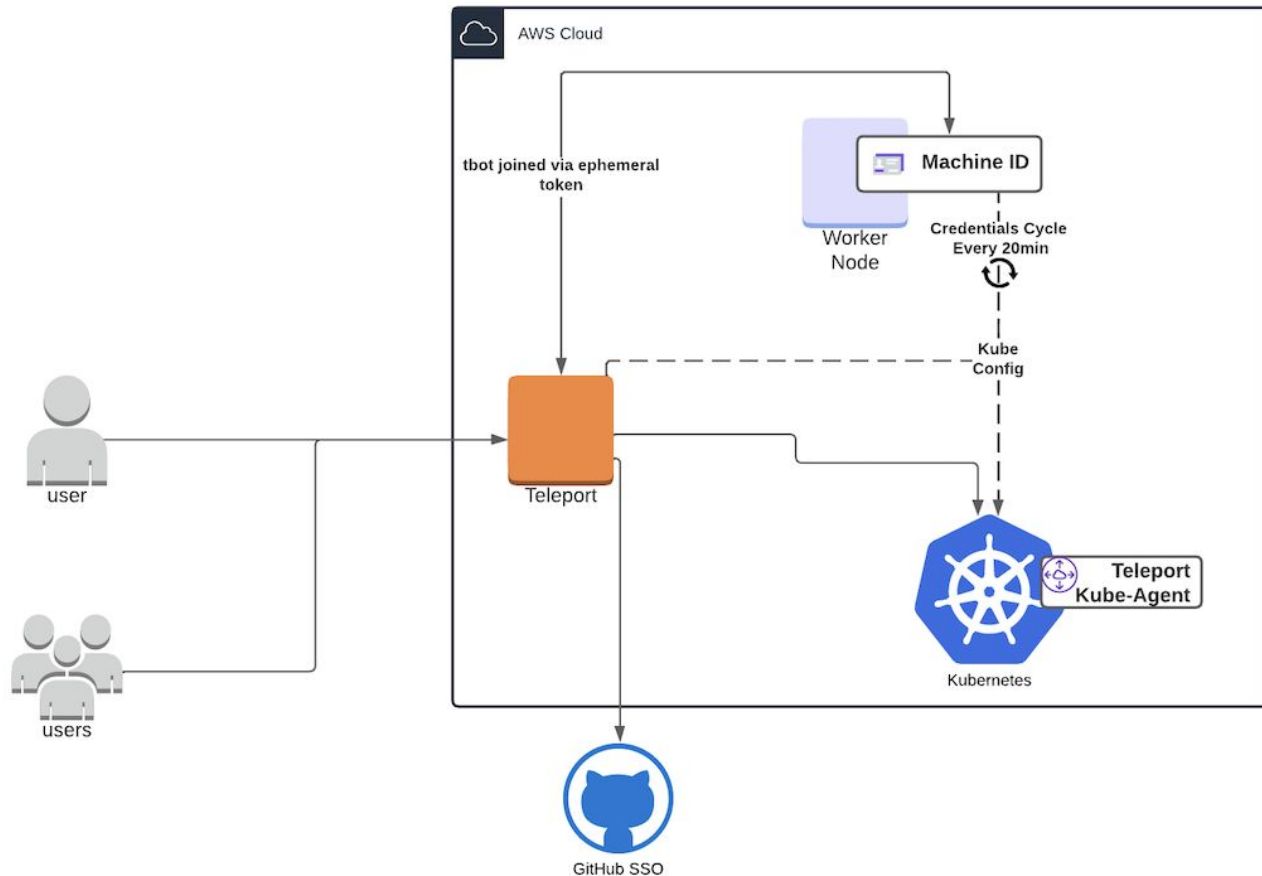 AWS Cloud
tbot joined via ephemeral
token
Machine ID
Worker
Node
Credentials Cycle
Every 20min
Kube
Config
user
Teleport
Teleport
Kube-Agent
Kubernetes
users
GitHub SSO